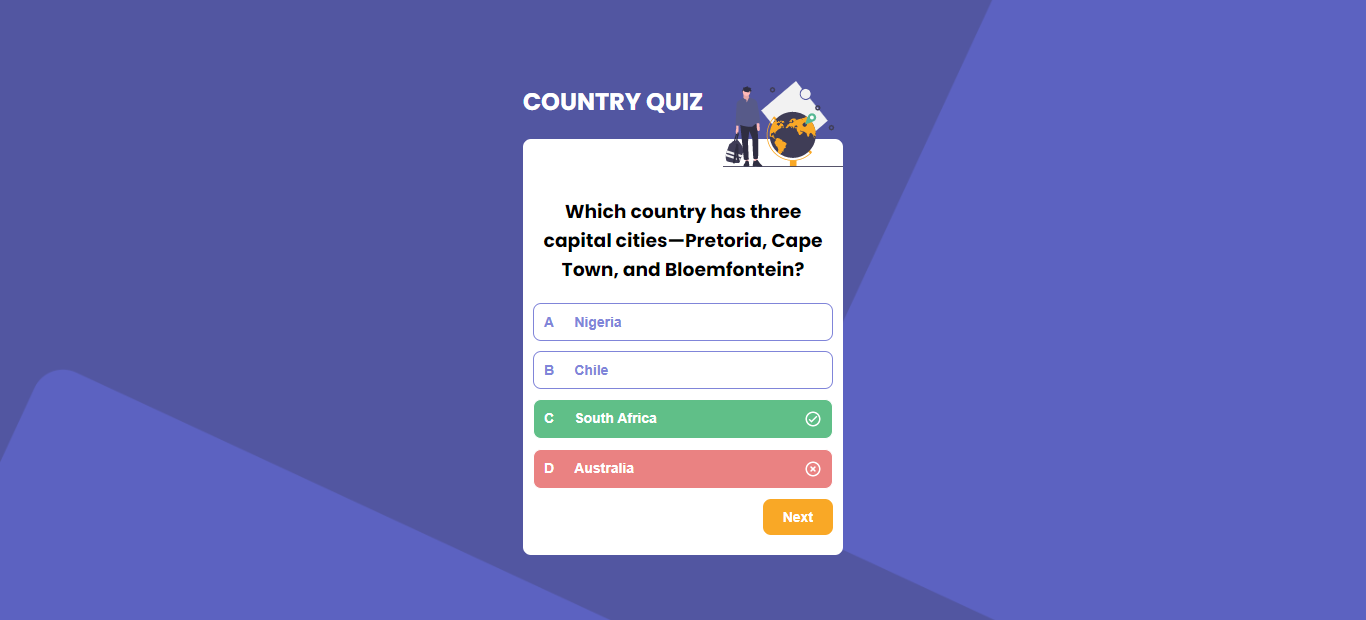 COUNTRY QUIZ
Which country has three
capital cities—Pretoria, Cape
Town, and Bloemfontein?
A Nigeria
B Chile
C South Africa
D Australia
Next